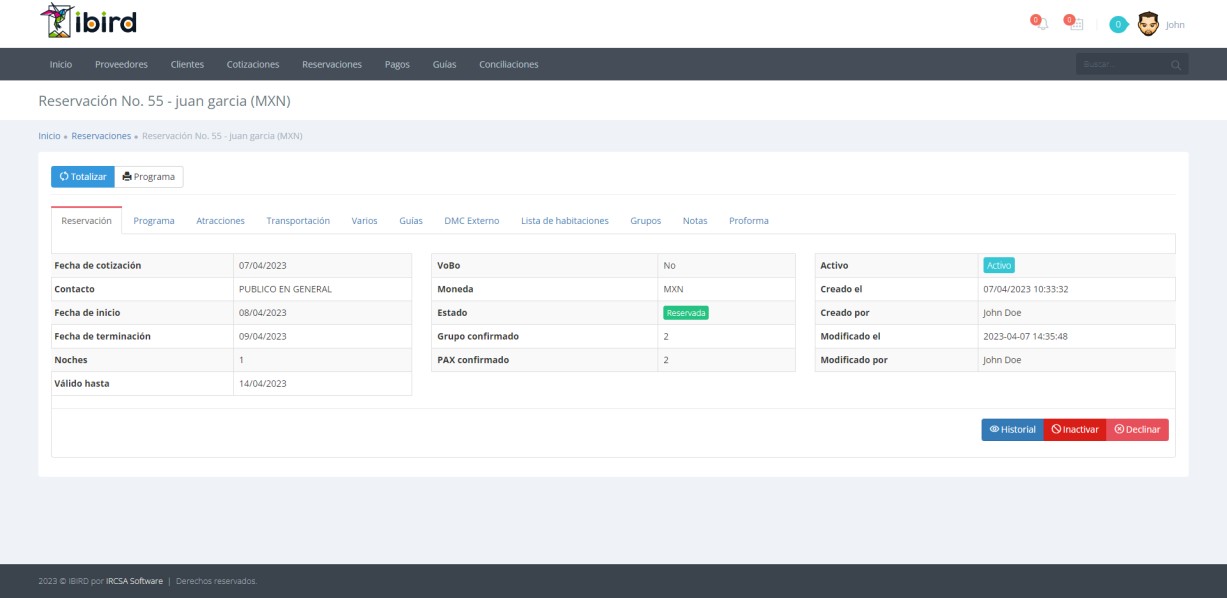 ibird
0 0 0 John
Inicio Proveedores Clientes Cotizaciones Reservaciones Pagos Guías Conciliaciones Buscar...
Reservación No. 55 - juan garcia (MXN)
Inicio » Reservaciones » Reservación No. 55 - juan garcia (MXN)
Totalizar Programa
Reservación Programa Atracciones Transportación Varios Guías DMC Externo Lista de habitaciones Grupos Notas Proforma
Fecha de cotización 07/04/2023 VoBo No Activo Activo
Contacto PUBLICO EN GENERAL Moneda MXN Creado el 07/04/2023 10:33:32
Fecha de inicio 08/04/2023 Estado Reservada Creado por John Doe
Fecha de terminación 09/04/2023 Grupo confirmado 2 Modificado el 2023-04-07 14:35:48
Noches 1 PAX confirmado 2 Modificado por John Doe
Válido hasta 14/04/2023
Historial Inactivar Declinar
2023 © IBIRD por IRCSA Software | Derechos reservados.